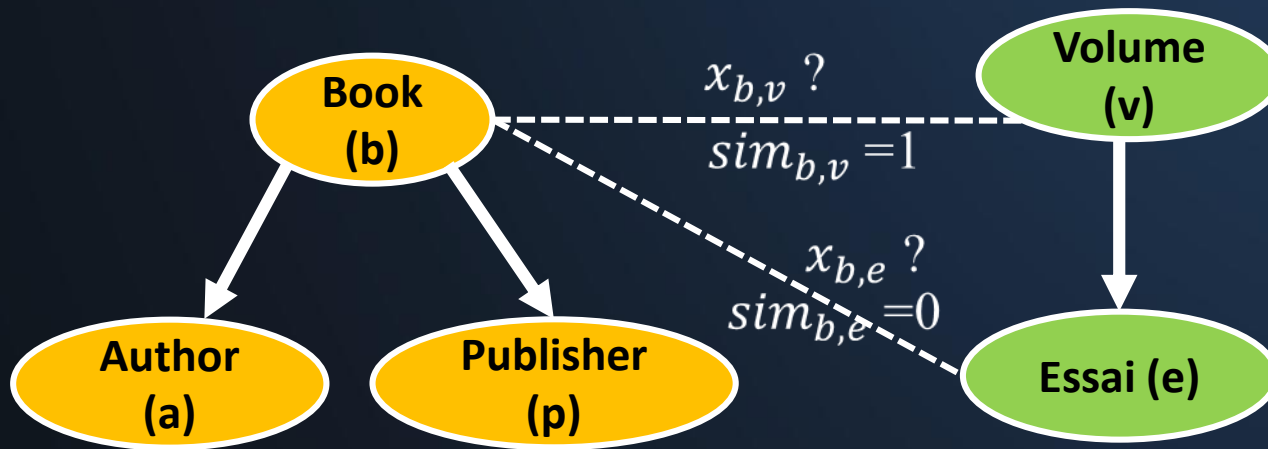 Book
(b)
x_{b,v} ?
sim_{b,v} =1
Volume
(v)
x_{b,e} ?
sim_{b,e} =0
Author
(a)
Publisher
(p)
Essai (e)